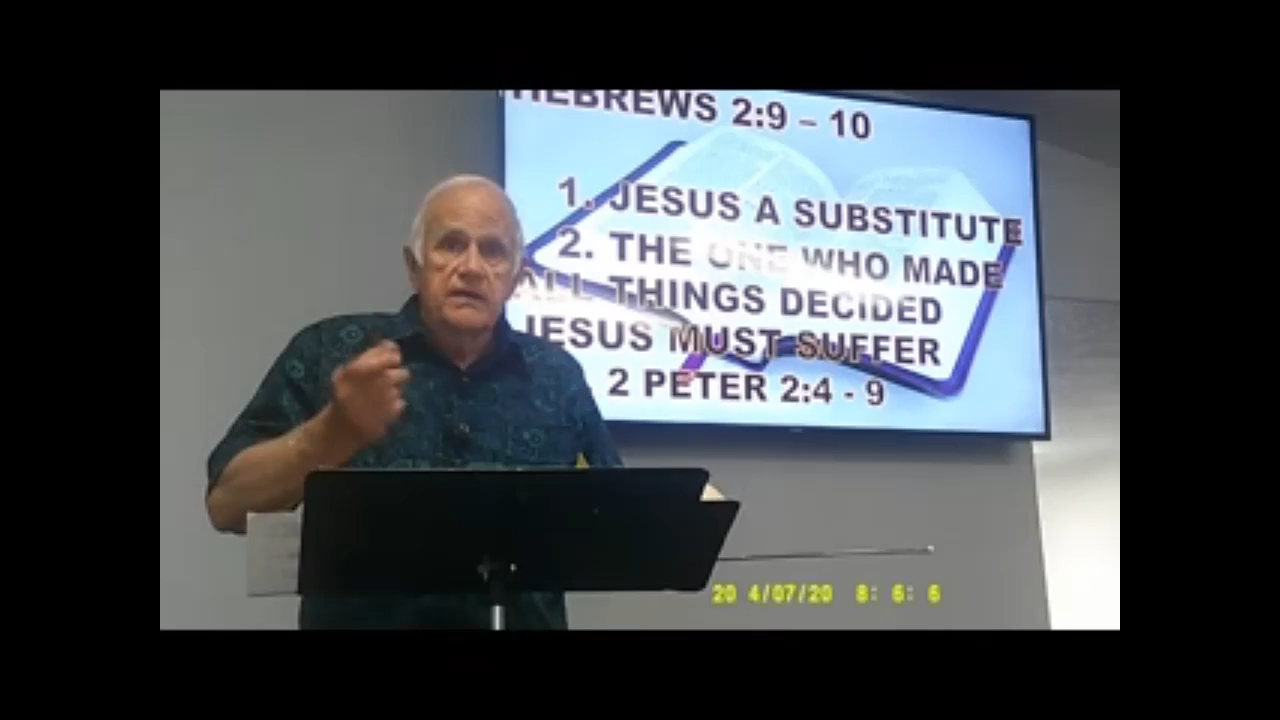 HEBREWS 2:9 – 10
1. JESUS A SUBSTITUTE
2. THE ONE WHO MADE
ALL THINGS DECIDED
JESUS MUST SUFFER
2 PETER 2:4 - 9
20 4/07/20 8: 6: 6